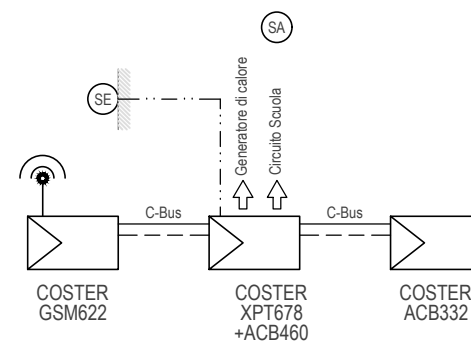 SA
SE
Generatore di calore
Circuito Scuola
C-Bus
C-Bus
COSTER
GSM622
COSTER
XPT678
+ACB460
COSTER
ACB332